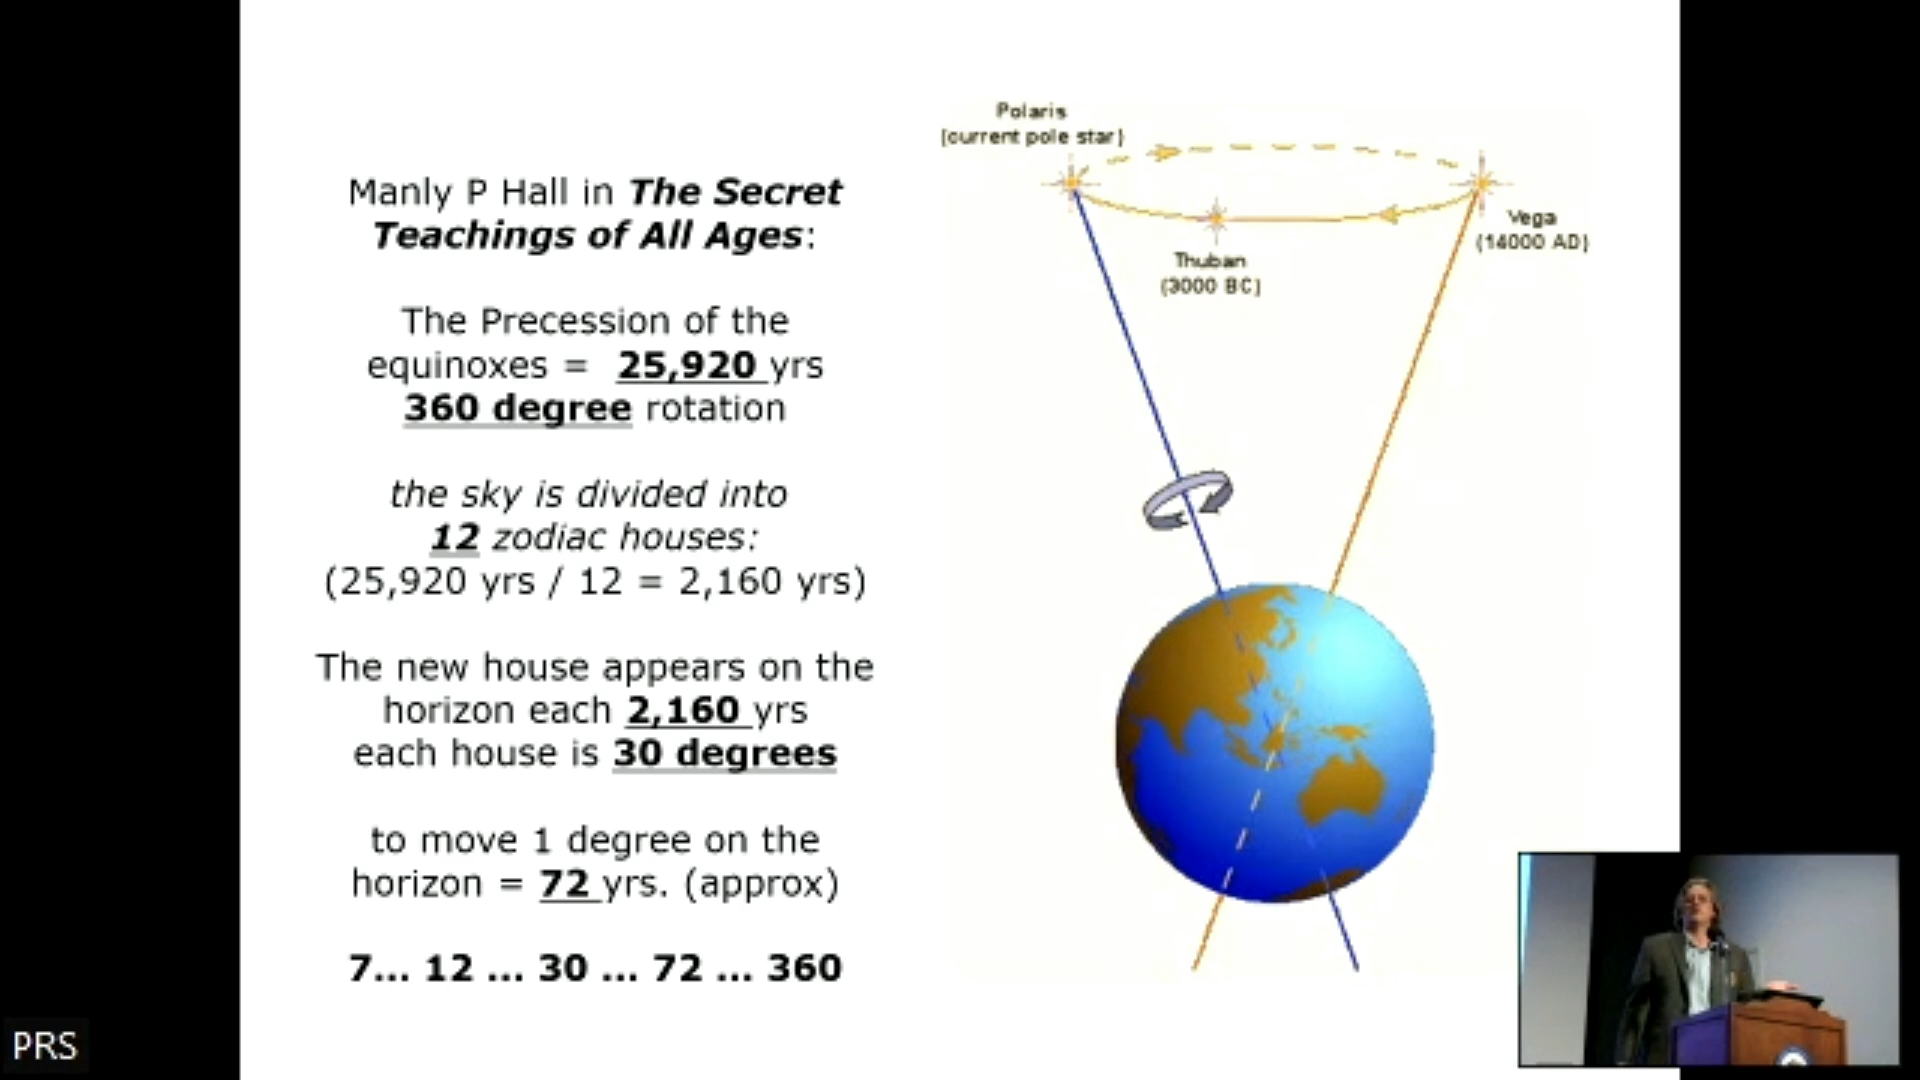 Manly P Hall in The Secret
Teachings of All Ages:
The Precession of the
equinoxes = 25,920 yrs
360 degree rotation
the sky is divided into
12 zodiac houses:
(25,920 yrs / 12 = 2,160 yrs)
The new house appears on the
horizon each 2,160 yrs
each house is 30 degrees
to move 1 degree on the
horizon = 72 yrs. (approx)
7... 12 ... 30 ... 72 ... 360
Polaris
(current pole star)
Thuban
(3000 BC)
Vega
(14000 AD)
PRS